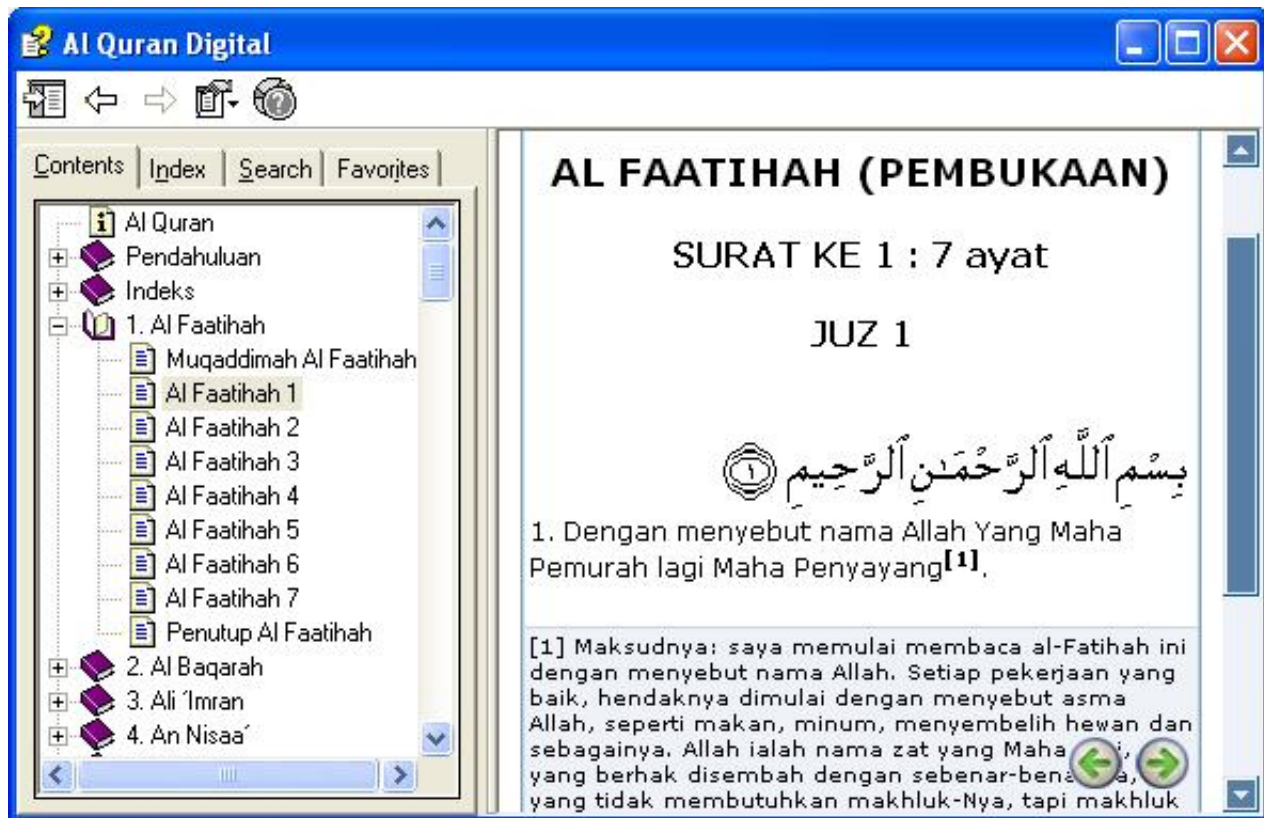 Al Quran Digital
Contents Index Search Favorites
Al Quran
Pendahuluan
Indeks
1. Al Faatihah
Muqaddimah Al Faatihah
Al Faatihah 1
Al Faatihah 2
Al Faatihah 3
Al Faatihah 4
Al Faatihah 5
Al Faatihah 6
Al Faatihah 7
Penutup Al Faatihah
2. Al Baqarah
3. Ali ´Imran
4. An Nisaa´
AL FAATIHAH (PEMBUKAAN)
SURAT KE 1 : 7 ayat
JUZ 1
بِسْمِ ٱللَّهِ ٱلرَّحْمَـٰنِ ٱلرَّحِيمِ ١
1. Dengan menyebut nama Allah Yang Maha
Pemurah lagi Maha Penyayang[1].
[1] Maksudnya: saya memulai membaca al-Fatihah ini
dengan menyebut nama Allah. Setiap pekerjaan yang
baik, hendaknya dimulai dengan menyebut asma
Allah, seperti makan, minum, menyembelih hewan dan
sebagainya. Allah ialah nama zat yang Maha
yang berhak disembah dengan
yang tidak membutuhkan makhluk-Nya, tapi makhluk